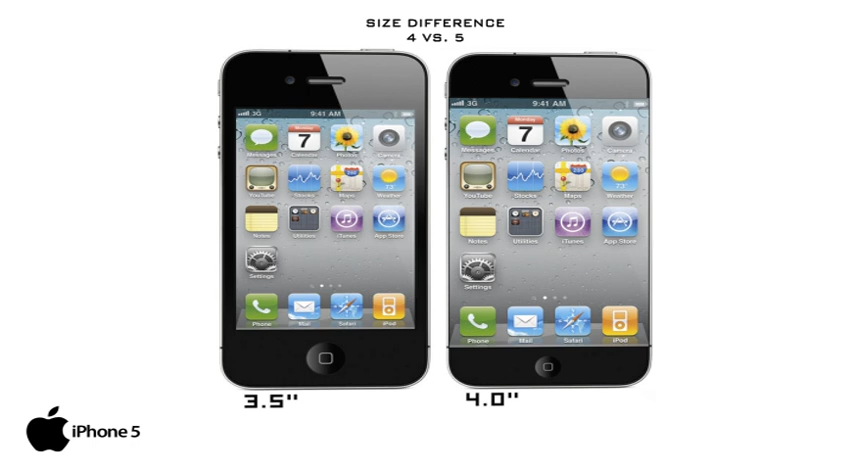 SIZE DIFFERENCE
4 VS. 5
3G 9:41 AM
Messages Calendar Photos Camera
YouTube Stocks Maps Weather
Notes Utilities iTunes App Store
Settings
Phone Mail Safari iPod
3G 9:41 AM
Messages Calendar Photos Camera
YouTube Stocks Maps Weather
Notes Utilities iTunes App Store
Settings
Phone Mail Safari iPod
3.5"
4.0"
iPhone 5